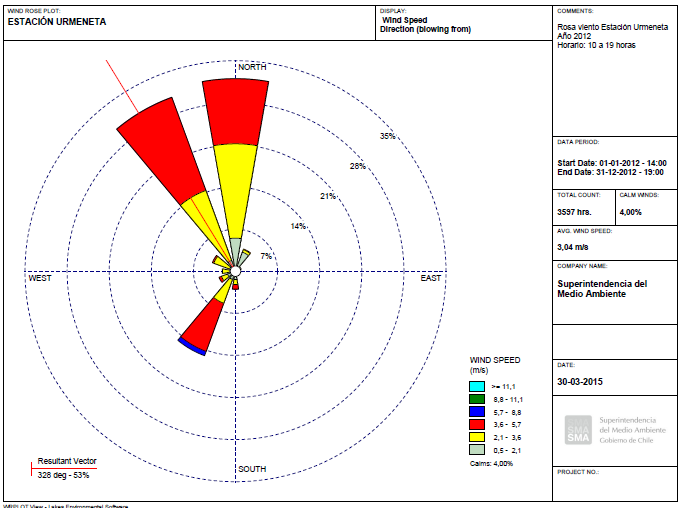 WIND ROSE PLOT:
ESTACIÓN URMENETA
DISPLAY:
Wind Speed
Direction (blowing from)
COMMENTS:
Rosa viento Estación Urmeneta
Año 2012
Horario: 10 a 19 horas
NORTH
35%
28%
21%
14%
7%
WEST
EAST
SOUTH
WIND SPEED
(m/s)
>= 11,1
8,8 - 11,1
5,7 - 8,8
3,6 - 5,7
2,1 - 3,6
0,5 - 2,1
Calms: 4,00%
Resultant Vector
328 deg - 53%
DATA PERIOD:
Start Date: 01-01-2012 - 14:00
End Date: 31-12-2012 - 19:00
TOTAL COUNT:
3597 hrs.
CALM WINDS:
4,00%
AVG. WIND SPEED:
3,04 m/s
COMPANY NAME:
Superintendencia del
Medio Ambiente
DATE:
30-03-2015
SMA
SMA
Superintendencia
del Medio Ambiente
Gobierno de Chile
PROJECT NO.:
WRPLOT View - Lakes Environmental Software